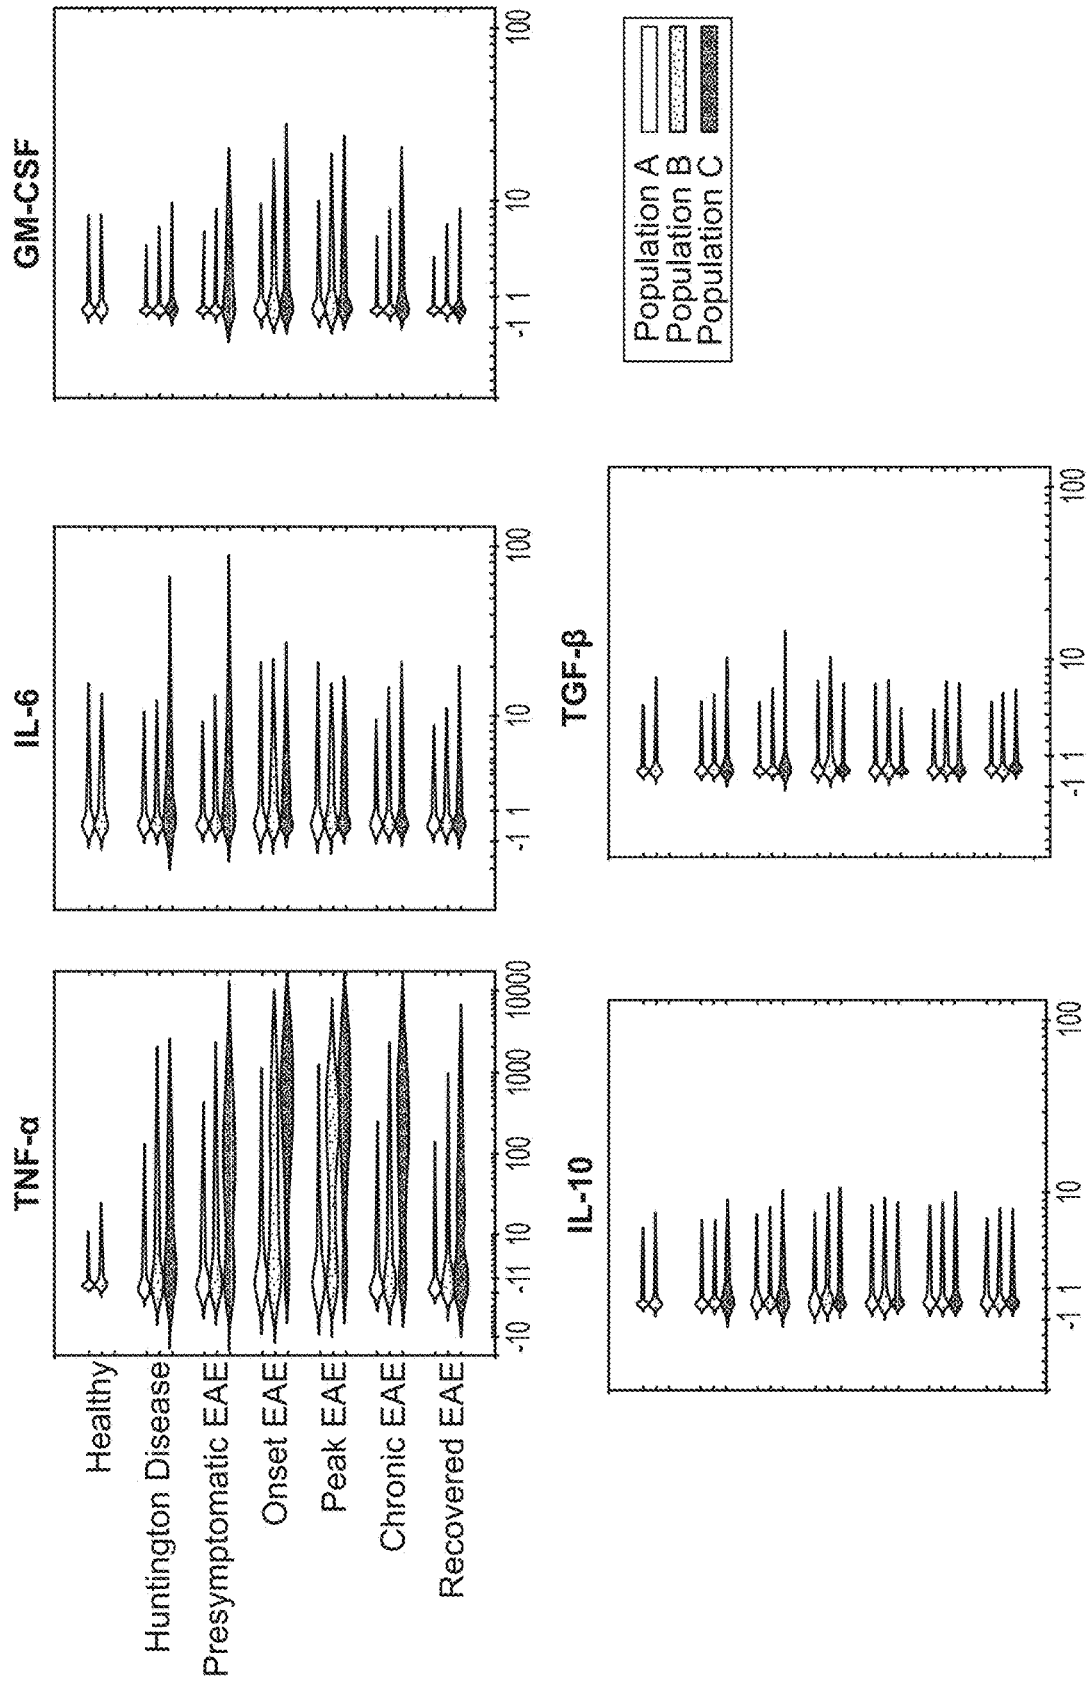 TNF-α
IL-6
GM-CSF
Healthy
Huntington Disease
Presymptomatic EAE
Onset EAE
Peak EAE
Chronic EAE
Recovered EAE
-10 -11 10 100 1000 10000
-1 1 10 100
-1 1 10 100
IL-10
TGF-β
Population A
Population B
Population C
-1 1 10 100
-1 1 10 100